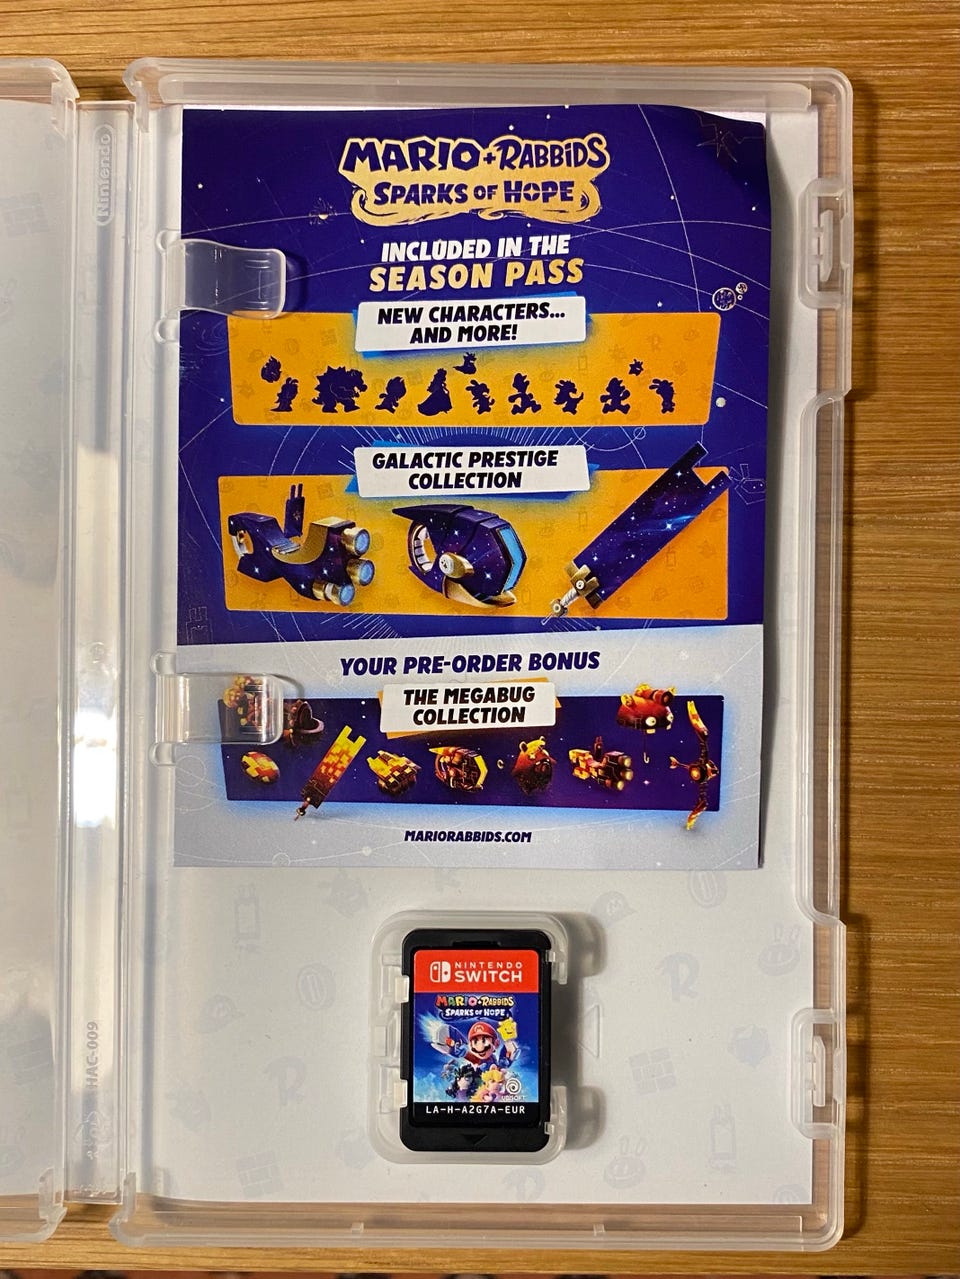 Nintendo
MARIO + RABBIDS
SPARKS OF HOPE
INCLUDED IN THE
SEASON PASS
NEW CHARACTERS...
AND MORE!
GALACTIC PRESTIGE
COLLECTION
YOUR PRE-ORDER BONUS
THE MEGABUG
COLLECTION
MARIORABBIDS.COM
NINTENDO
SWITCH
MARIO + RABBIDS
SPARKS OF HOPE
UBISOFT
LA-H-A2G7A-EUR
HAC-009